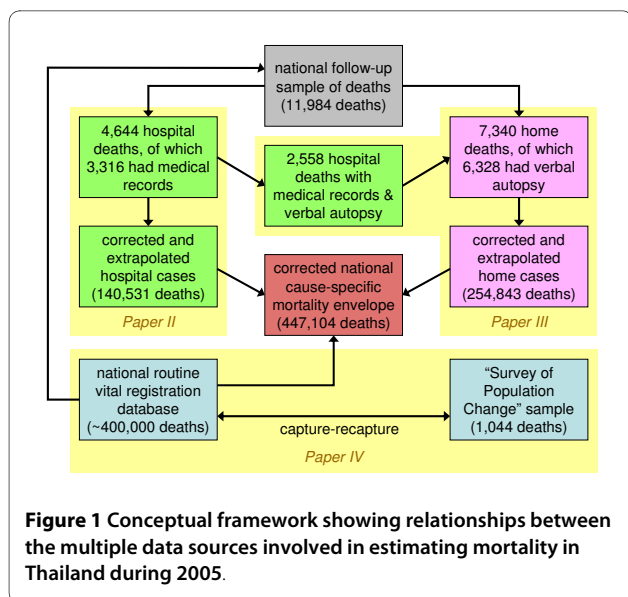 national follow-up
sample of deaths
(11,984 deaths)
4,644 hospital
deaths, of which
3,316 had medical
records
2,558 hospital
deaths with
medical records &
verbal autopsy
7,340 home
deaths, of which
6,328 had verbal
autopsy
corrected and
extrapolated
hospital cases
(140,531 deaths)
Paper II
corrected national
cause-specific
mortality envelope
(447,104 deaths)
corrected and
extrapolated
home cases
(254,843 deaths)
Paper III
national routine
vital registration
database
(~400,000 deaths)
capture-recapture
Paper IV
“Survey of
Population
Change” sample
(1,044 deaths)
Figure 1 Conceptual framework showing relationships between
the multiple data sources involved in estimating mortality in
Thailand during 2005.